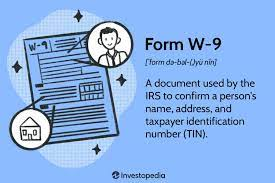 Form W-9
['fȯrm də-bəl-(ˌ)yü nīn]
A document used by the
IRS to confirm a person's
name, address, and
taxpayer identification
number (TIN).
W-9
Investopedia